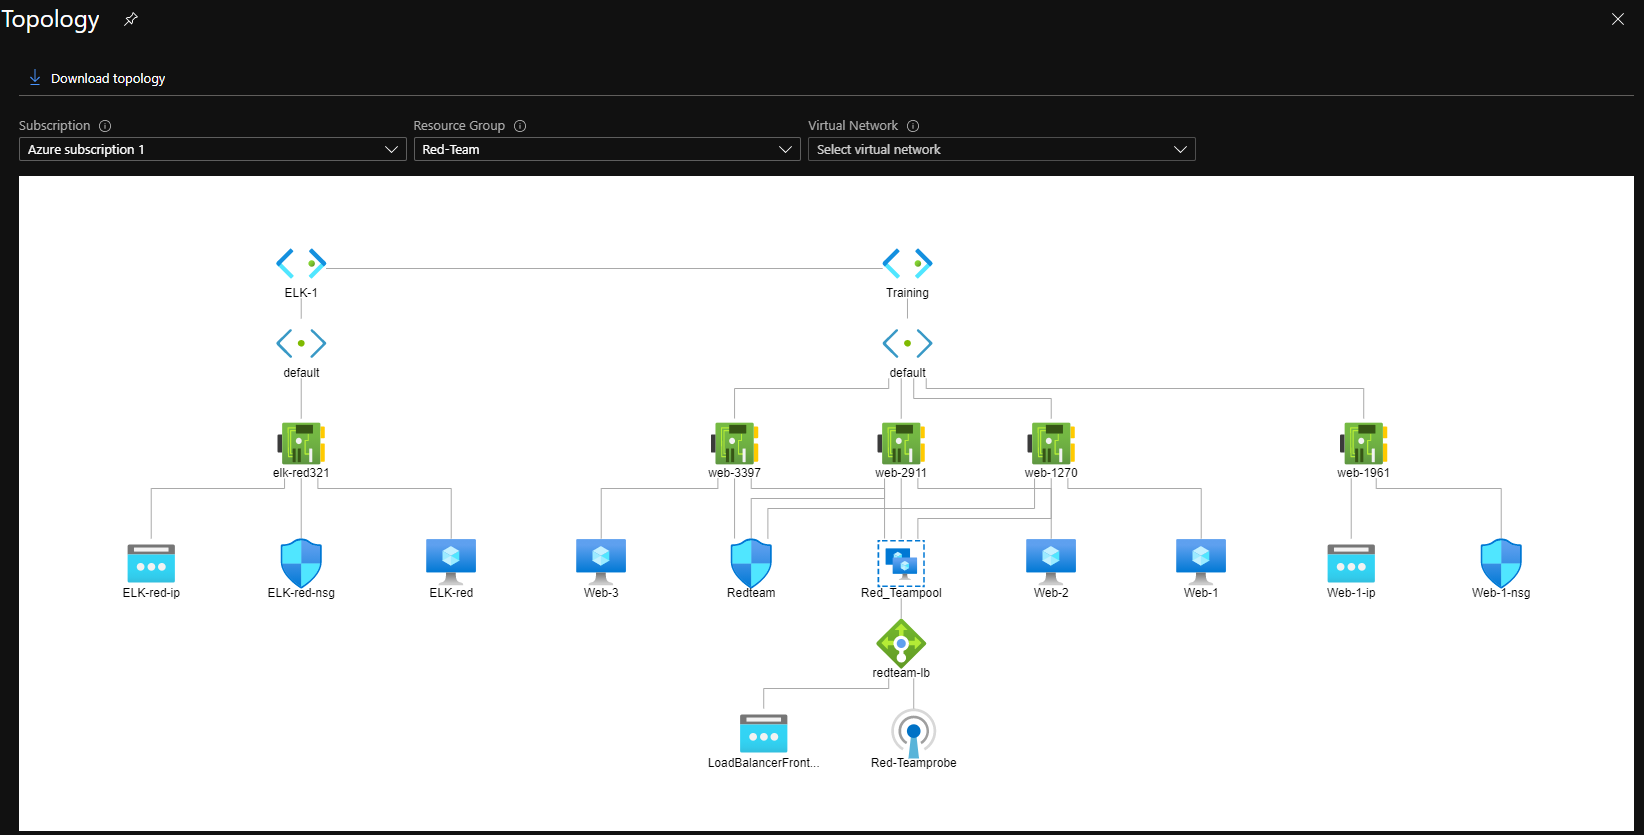 Topology
Download topology
Subscription
Resource Group
Virtual Network
Azure subscription 1
Red-Team
Select virtual network
ELK-1
Training
default
default
elk-red321
web-3397
web-2911
web-1270
web-1961
ELK-red-ip
ELK-red-nsg
ELK-red
Web-3
Redteam
Red_Teampool
Web-2
Web-1
Web-1-ip
Web-1-nsg
redteam-lb
LoadBalancerFront...
Red-Teamprobe